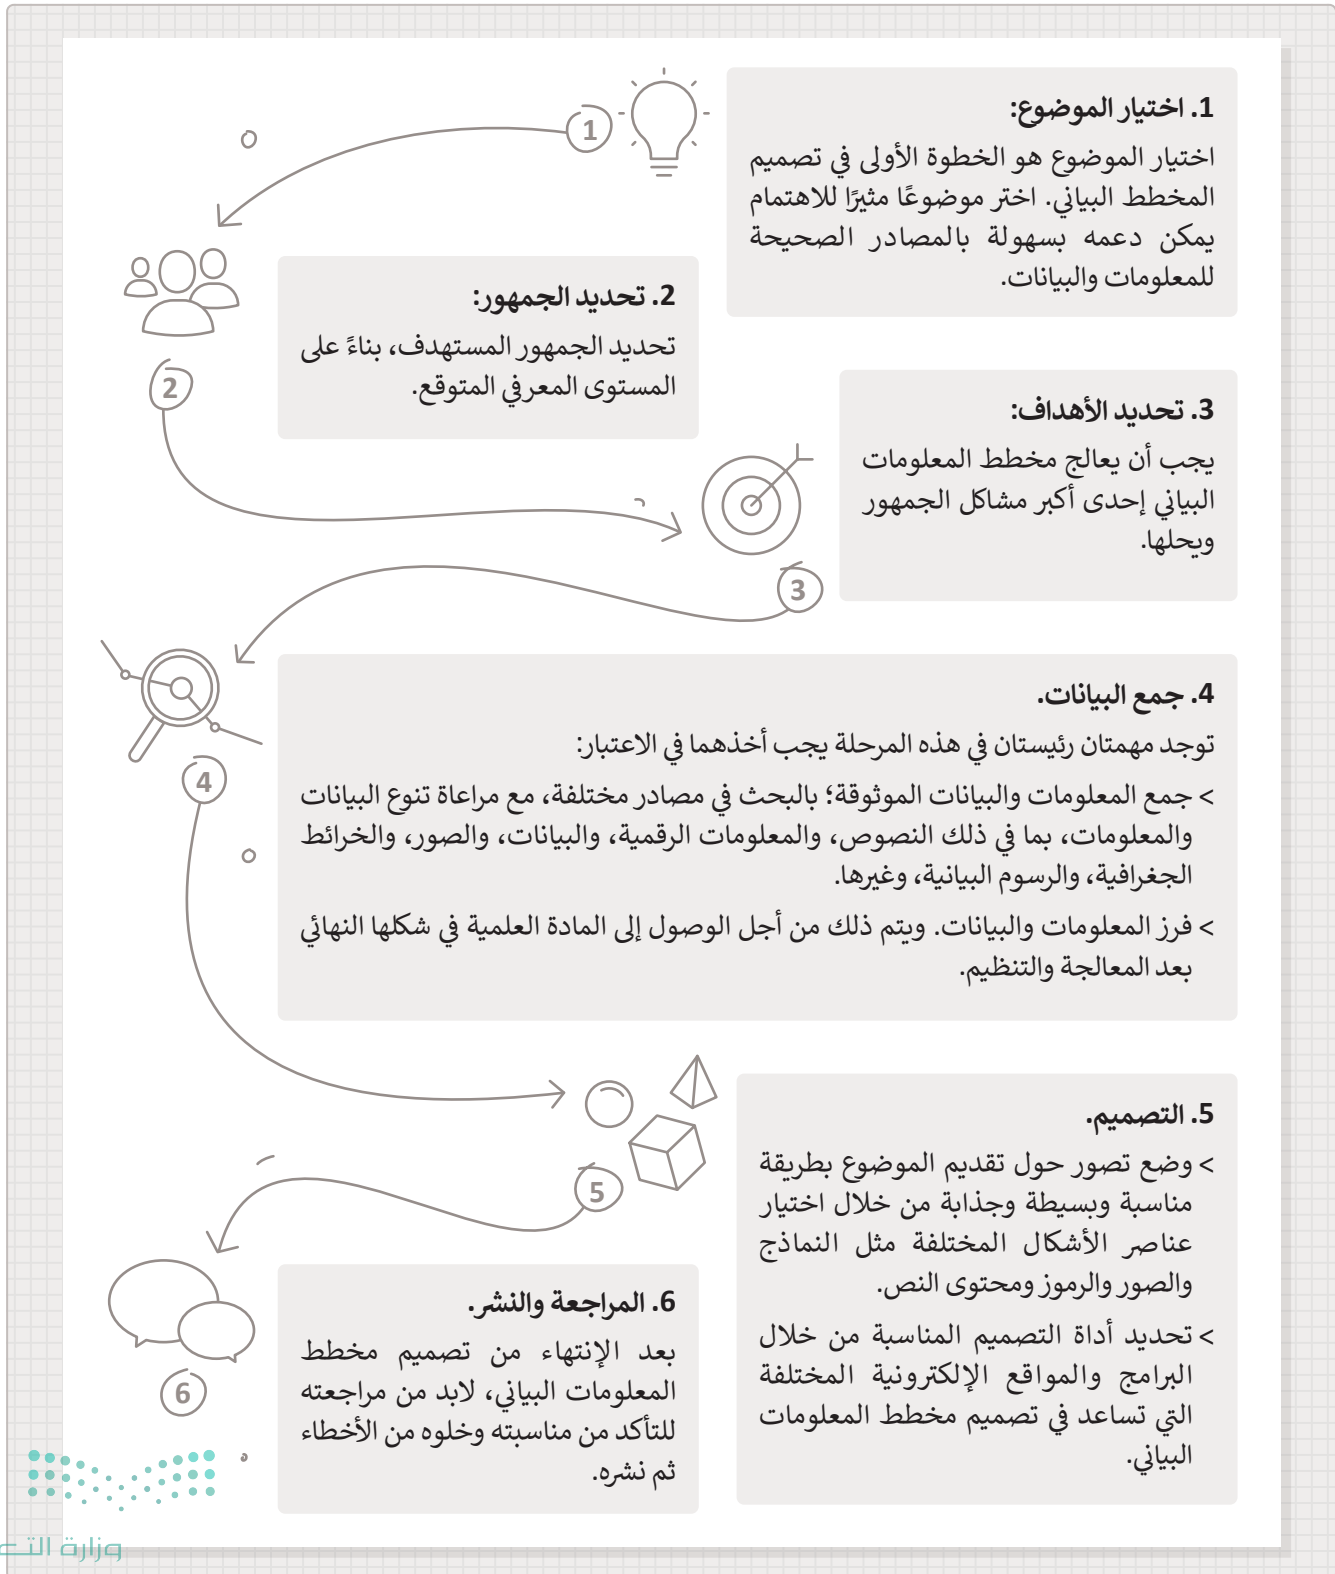 1
1. اختيار الموضوع:
اختيار الموضوع هو الخطوة الأولى في تصميم
المخطط البياني. اختر موضوعًا مثيرًا للاهتمام
يمكن دعمه بسهولة بالمصادر الصحيحة
للمعلومات والبيانات.
2
2. تحديد الجمهور:
تحديد الجمهور المستهدف، بناءً على
المستوى المعرفي المتوقع.
3
3. تحديد الأهداف:
يجب أن يعالج مخطط المعلومات
البياني إحدى أكبر مشاكل الجمهور
ويحلها.
4
4. جمع البيانات.
توجد مهمتان رئيستان في هذه المرحلة يجب أخذهما في الاعتبار:
> جمع المعلومات والبيانات الموثوقة؛ بالبحث في مصادر مختلفة، مع مراعاة تنوع البيانات
والمعلومات، بما في ذلك النصوص، والمعلومات الرقمية، والبيانات، والصور، والخرائط
الجغرافية، والرسوم البيانية، وغيرها.
> فرز المعلومات والبيانات. ويتم ذلك من أجل الوصول إلى المادة العلمية في شكلها النهائي
بعد المعالجة والتنظيم.
5
5. التصميم.
> وضع تصور حول تقديم الموضوع بطريقة
مناسبة وبسيطة وجذابة من خلال اختيار
عناصر الأشكال المختلفة مثل النماذج
والصور والرموز ومحتوى النص.
> تحديد أداة التصميم المناسبة من خلال
البرامج والمواقع الإلكترونية المختلفة
التي تساعد في تصميم مخطط المعلومات
البياني.
6
6. المراجعة والنشر.
بعد الإنتهاء من تصميم مخطط
المعلومات البياني، لابد من مراجعته
للتأكد من مناسبته وخلوه من الأخطاء
ثم نشره.
وزارة